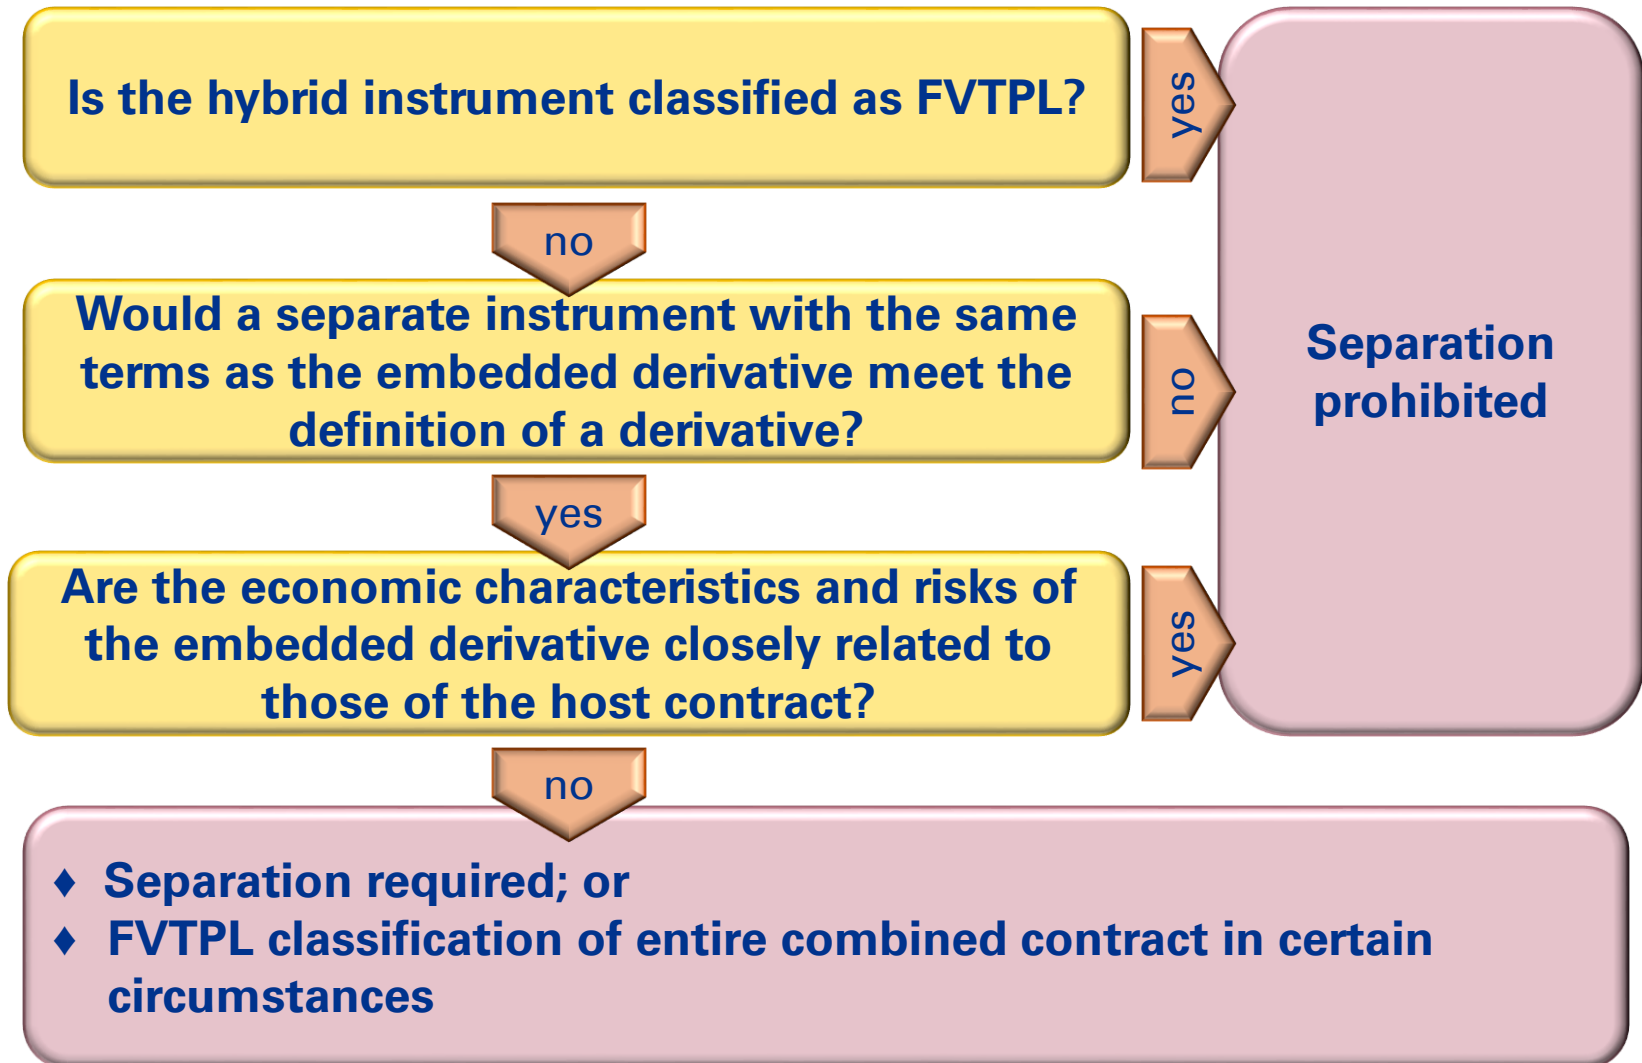 Is the hybrid instrument classified as FVTPL?
yes
no
Would a separate instrument with the same
terms as the embedded derivative meet the
definition of a derivative?
no
Separation
prohibited
yes
Are the economic characteristics and risks of
the embedded derivative closely related to
those of the host contract?
yes
no
♦ Separation required; or
♦ FVTPL classification of entire combined contract in certain
circumstances